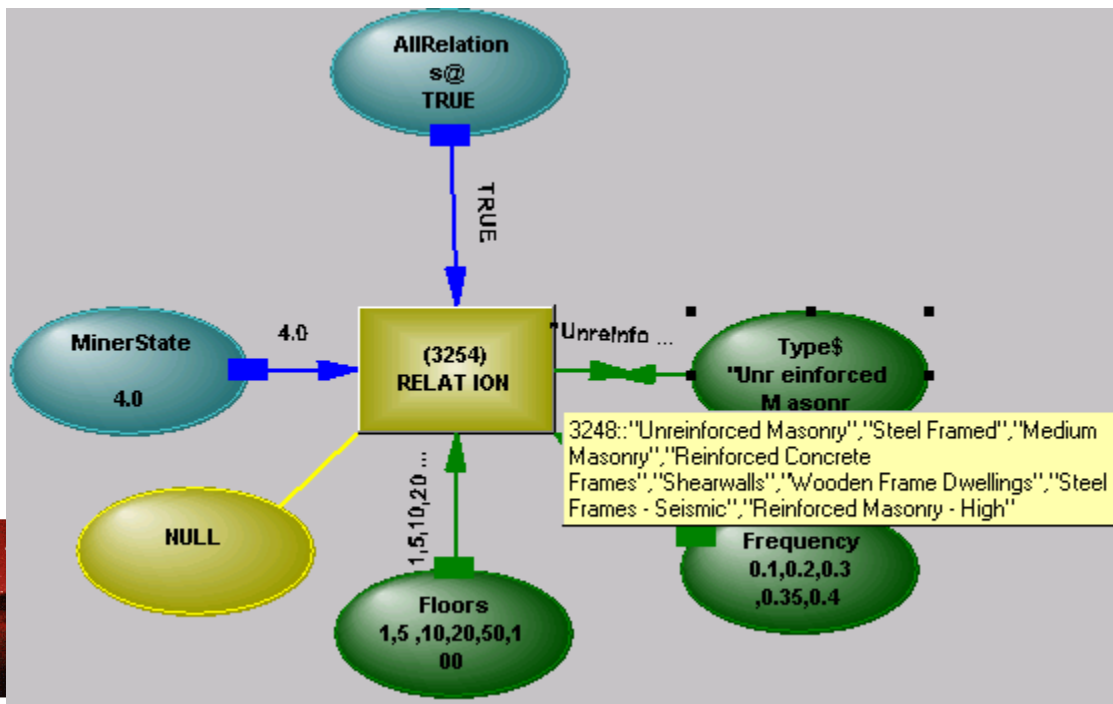 AllRelation
s@
TRUE
TRUE
MinerState
4.0
4.0
(3254)
RELAT ION
"UnreInfo ...
Type$
"Unr einforced
M asonr
3248::"Unreinforced Masonry","Steel Framed","Medium
Masonry","Reinforced Concrete
Frames","Shearwalls","Wooden Frame Dwellings","Steel
Frames - Seismic","Reinforced Masonry - High"
NULL
1,5,10,20 ...
Frequency
0.1,0.2,0.3
,0.35,0.4
Floors
1,5 ,10,20,50,1
00